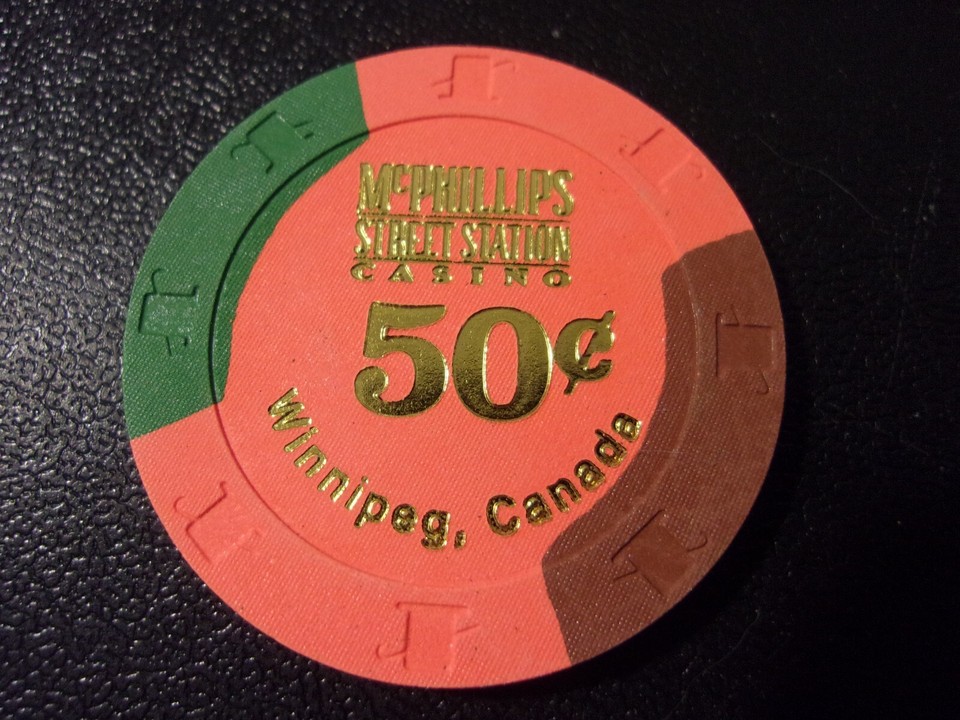 McPHILLIPS
STREET STATION
CASINO
50¢
Winnipeg, Canada